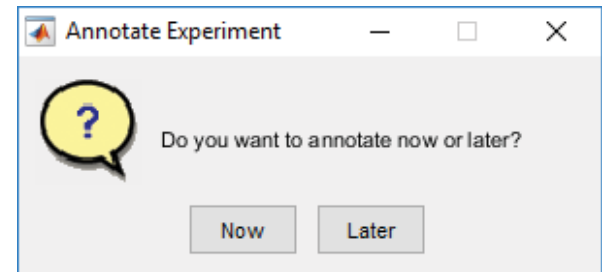 Annotate Experiment
?
Do you want to annotate now or later?
Now
Later